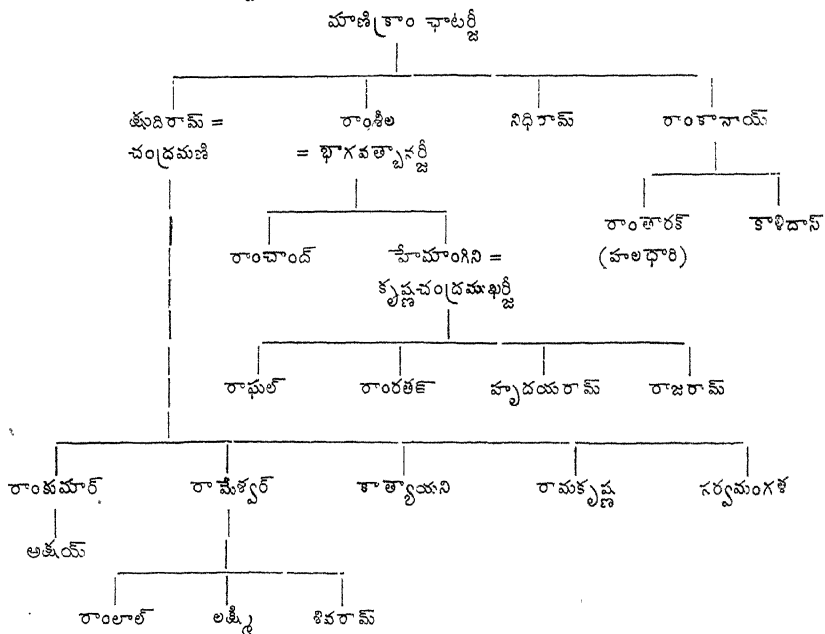 మాణిక్రాం ఛాటర్జీ
క్షుదిరామ్ = రాంశీల నిధిరామ్ రాంకానాయ్
చంద్రమణి = భాగవత్బానర్జీ
రాంతారక్ కాళిదాస్
రాంచాంద్ హేమాంగిని = (హలధారి)
కృష్ణచంద్రముఖర్జీ
రాఘల్ రాంరతన్ హృదయరామ్ రాజరామ్
రాంకుమార్ రామేశ్వర్ కాత్యాయని రామకృష్ణ సర్వమంగళ
అక్షయ్
రాంలాల్ లక్ష్మి శివరామ్